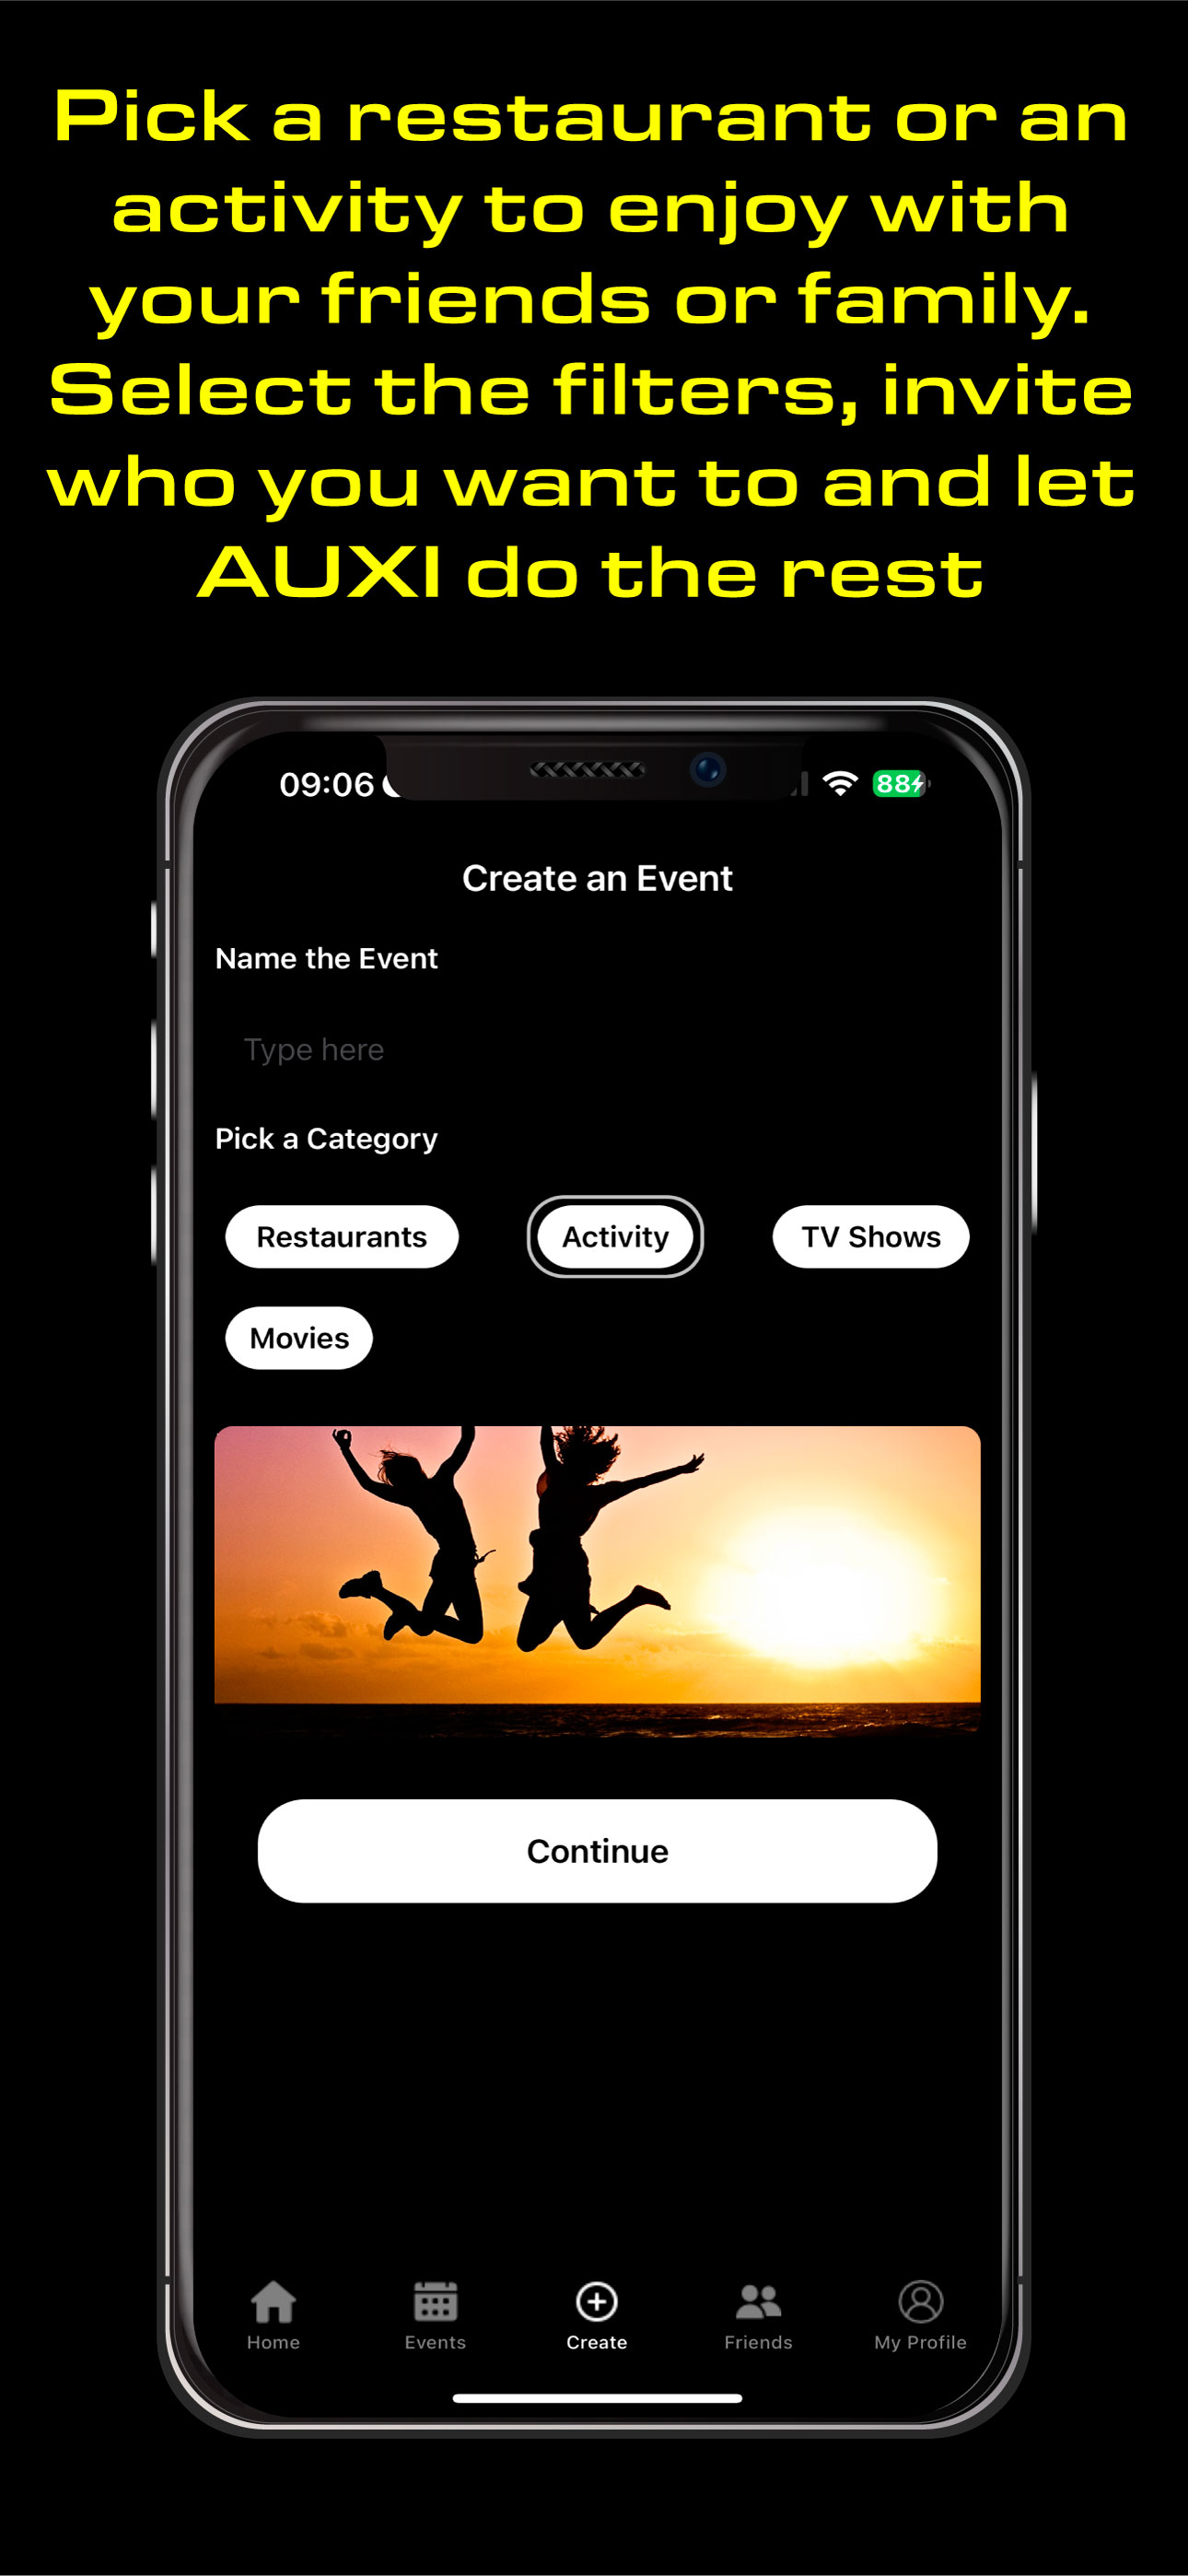 Pick a restaurant or an
activity to enjoy with
your friends or family.
Select the filters, invite
who you want to and let
AUXI do the rest
09:06
88
Create an Event
Name the Event
Type here
Pick a Category
Restaurants
Activity
TV Shows
Movies
Continue
Home
Events
Create
Friends
My Profile